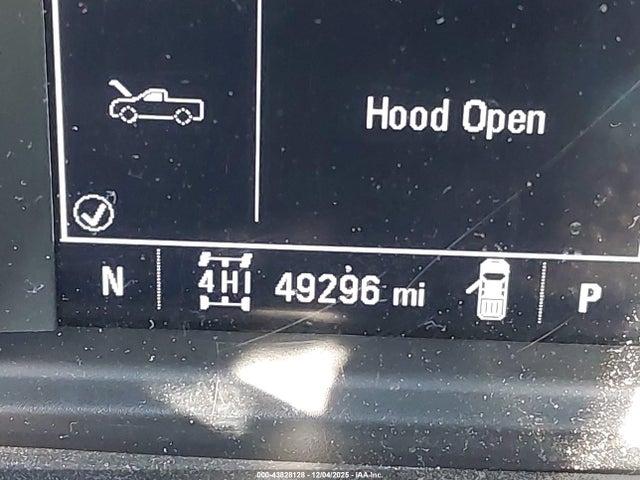 Hood Open
N 4HI 49296 mi P
000-43828128 - 12/04/2025 - IAA-Inc.